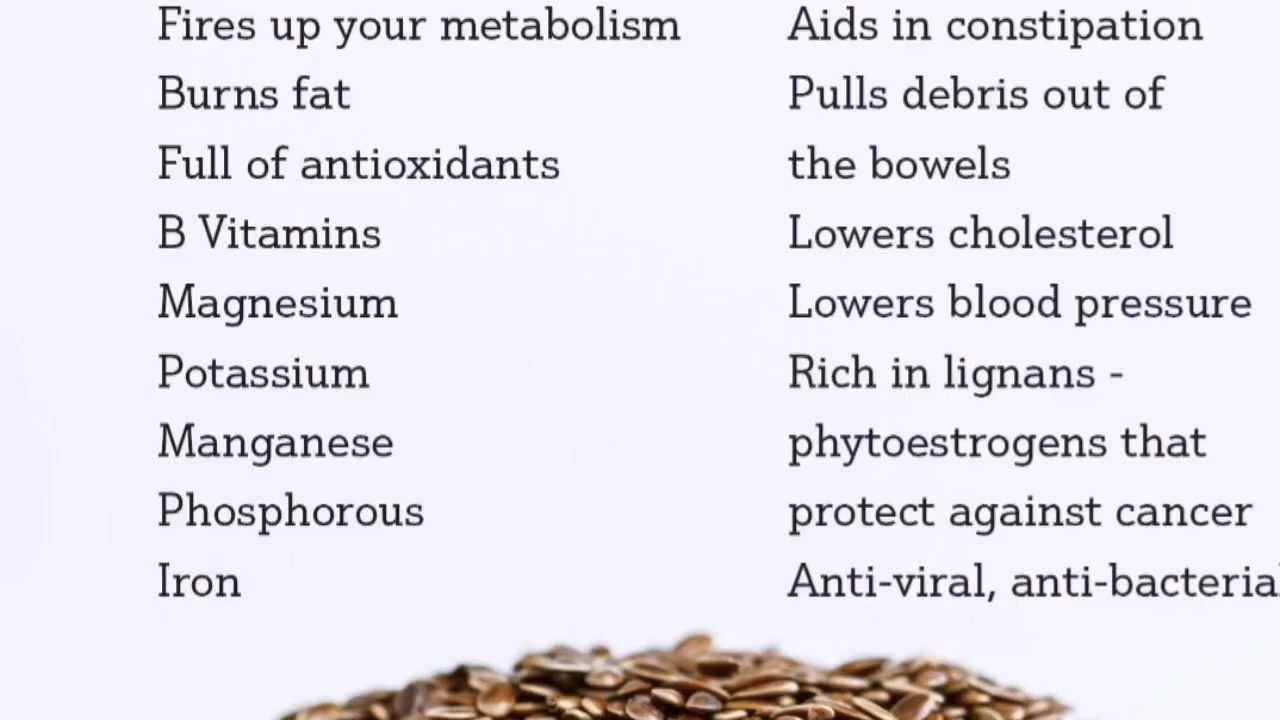 Fires up your metabolism
Burns fat
Full of antioxidants
B Vitamins
Magnesium
Potassium
Manganese
Phosphorous
Iron
Aids in constipation
Pulls debris out of
the bowels
Lowers cholesterol
Lowers blood pressure
Rich in lignans -
phytoestrogens that
protect against cancer
Anti-viral, anti-bacterial